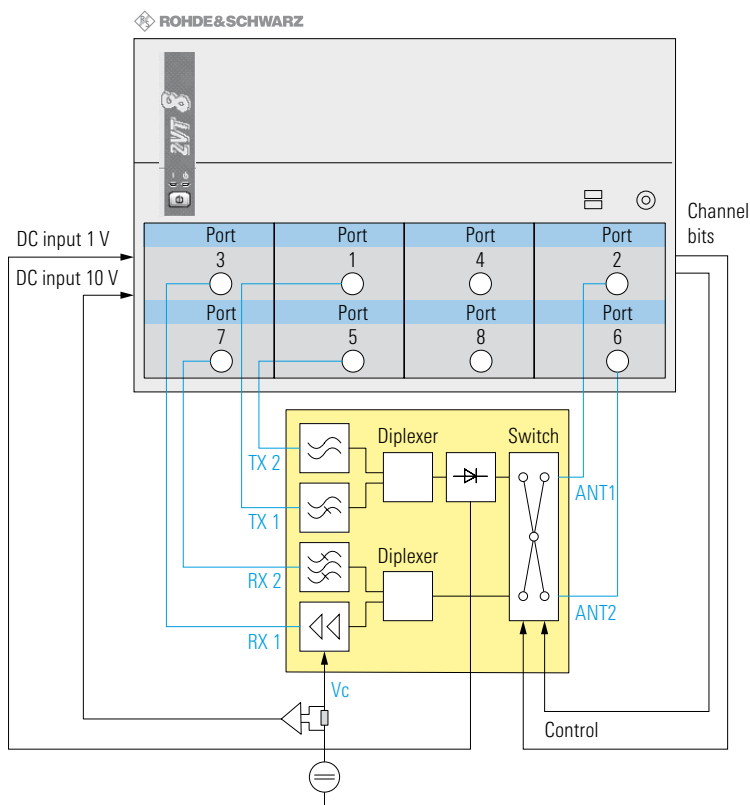 ROHDE&SCHWARZ
ZVT 8
Channel
bits
DC input 1 V
DC input 10 V
Port Port Port Port
3 1 4 2
Port Port Port Port
7 5 8 6
Diplexer Switch
TX 2
ANT1
TX 1
Diplexer
RX 2
ANT2
RX 1
Vc
Control